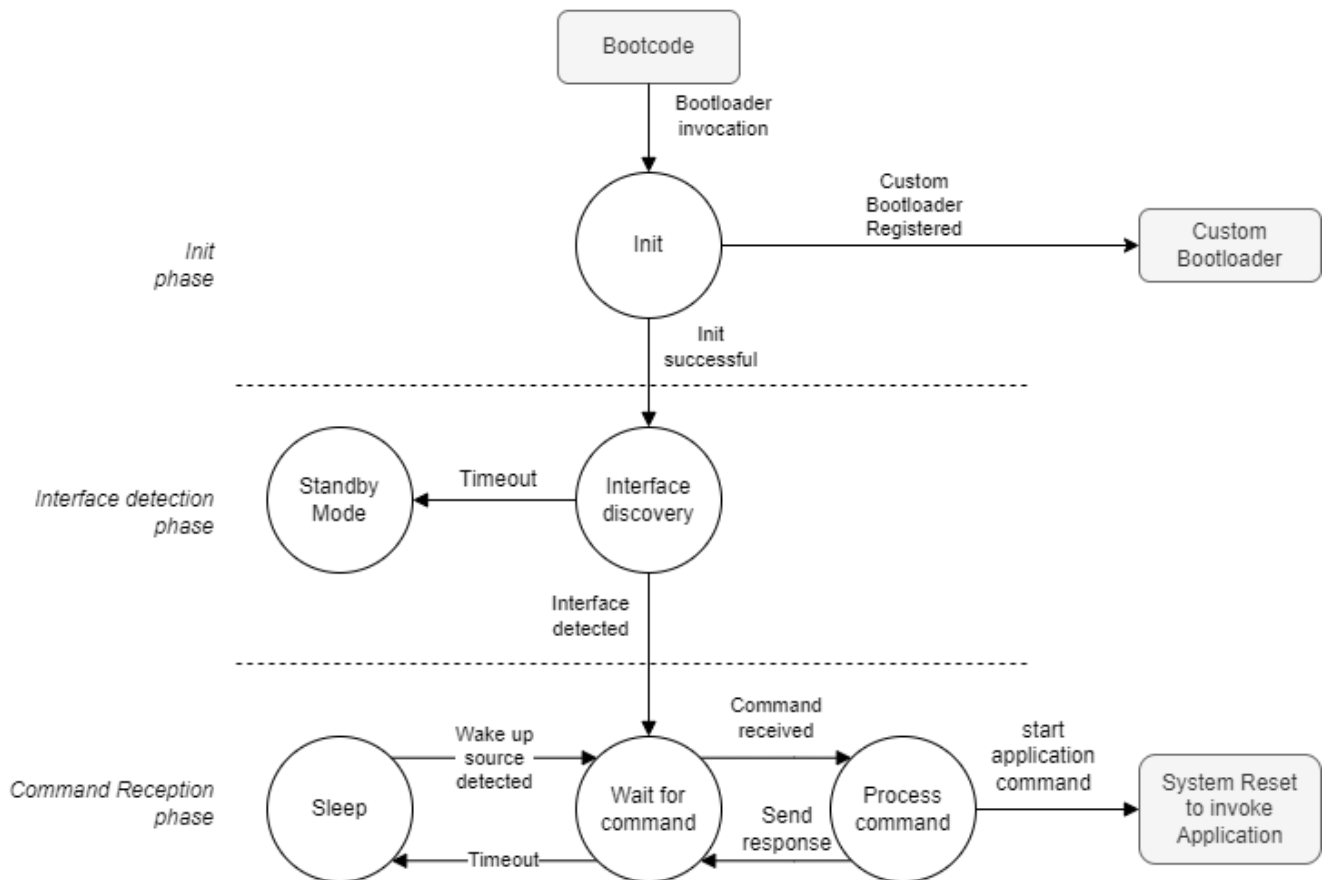 Bootcode
Bootloader
invocation
Custom
Bootloader
Registered
Init
phase
Init
Custom
Bootloader
Init
successful
Interface detection
phase
Standby
Mode
Timeout
Interface
discovery
Interface
detected
Command Reception
phase
Sleep
Wake up
source
detected
Timeout
Wait for
command
Command
received
Send
response
Process
command
start
application
command
System Reset
to invoke
Application